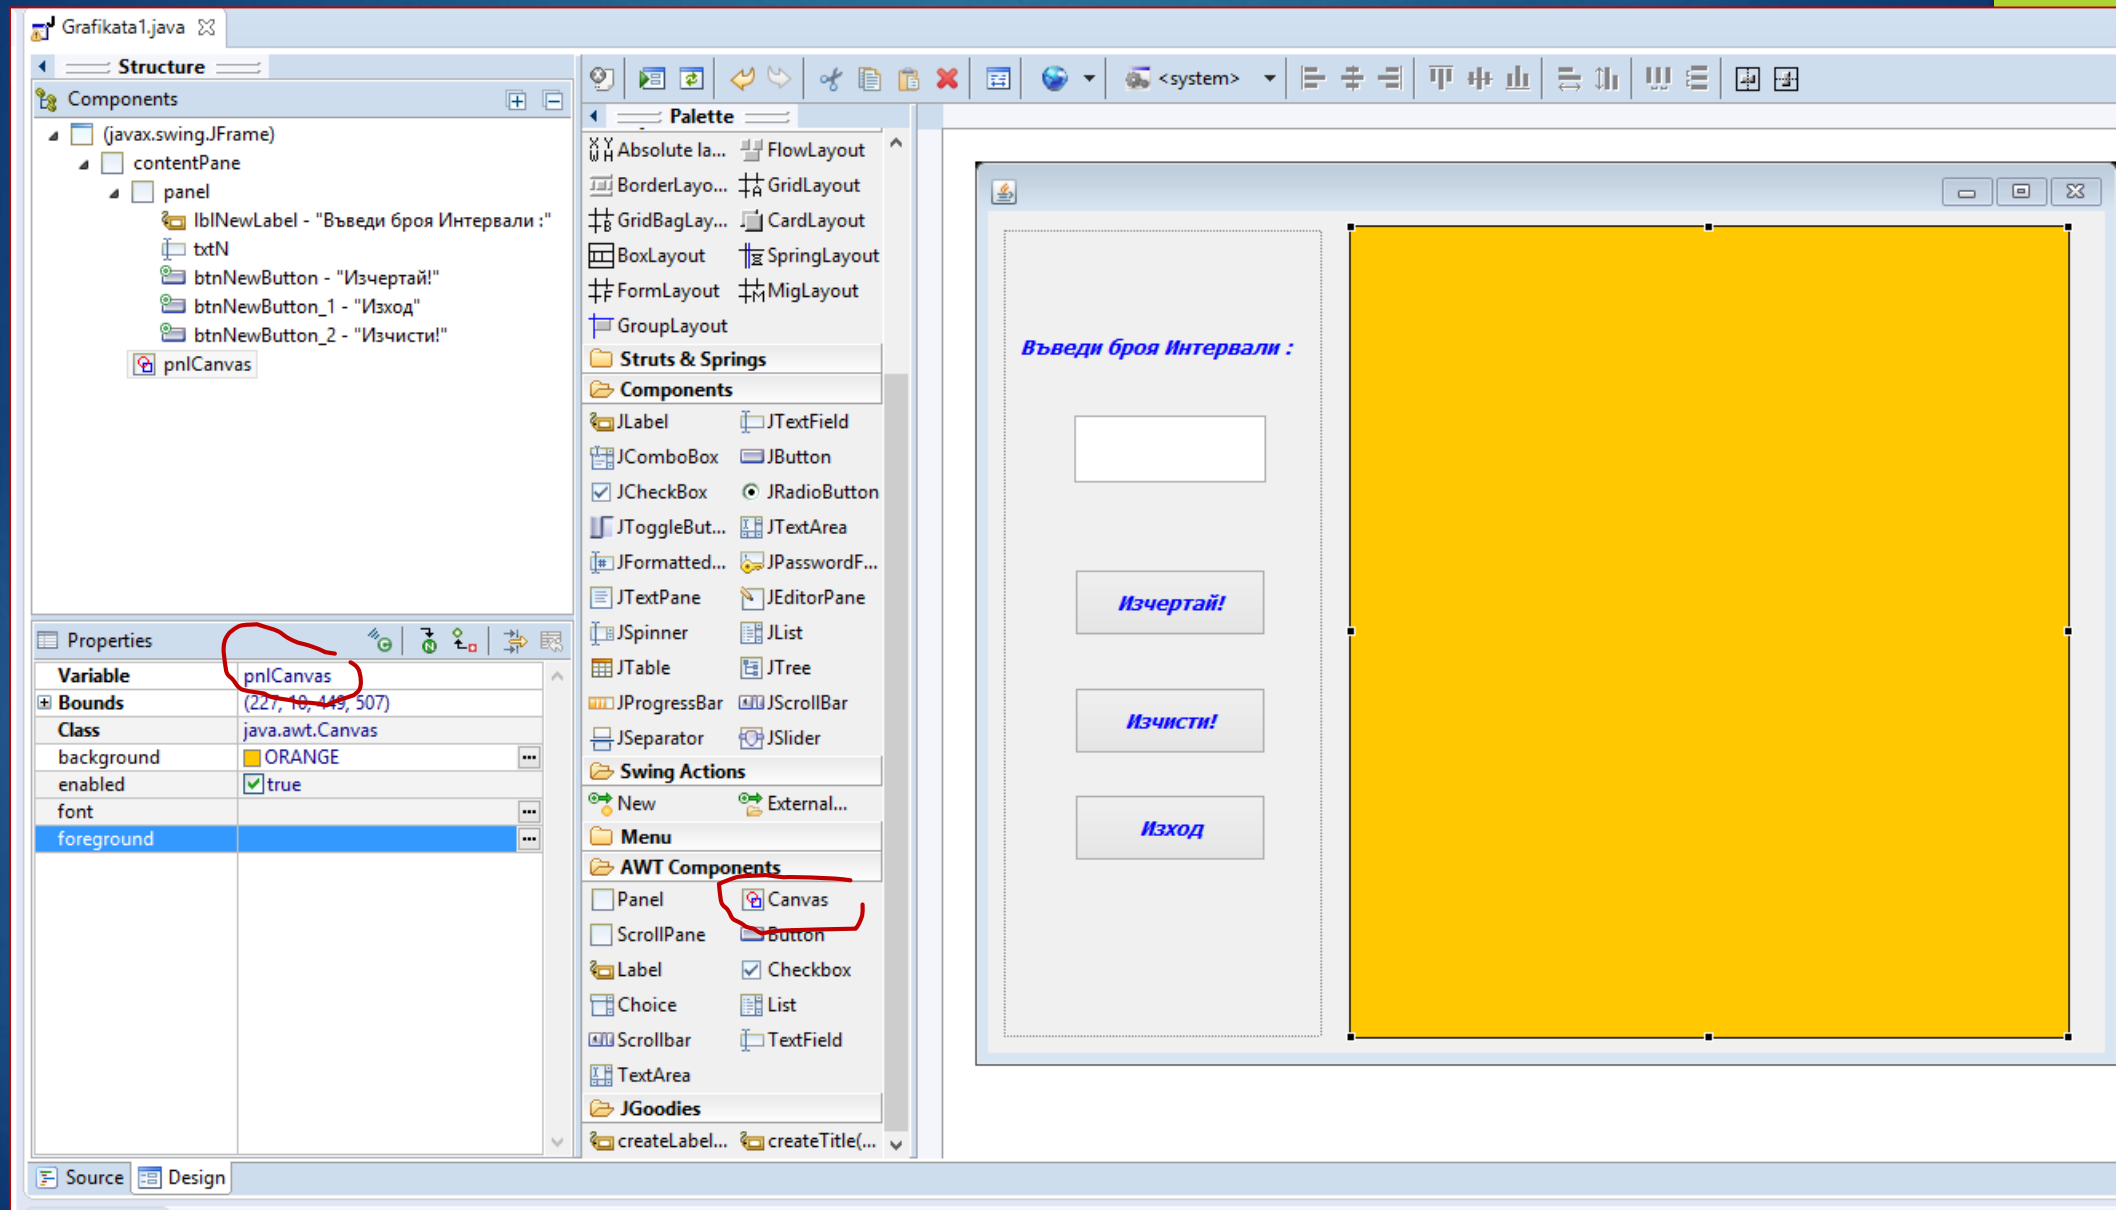 Grafikata1.java
Structure
Components
(javax.swing.JFrame)
contentPane
panel
lblNewLabel - "Въведи броя Интервали :"
txtN
btnNewButton - "Изчертай!"
btnNewButton_1 - "Изход"
btnNewButton_2 - "Изчисти!"
pnlCanvas
Properties
Variable pnlCanvas
Bounds (227, 10, 449, 507)
Class java.awt.Canvas
background ORANGE
enabled true
font
foreground
Source Design
<system>
Palette
Absolute la... FlowLayout
BorderLayo... GridLayout
GridBagLay... CardLayout
BoxLayout SpringLayout
FormLayout MigLayout
GroupLayout
Struts & Springs
Components
JLabel JTextField
JComboBox JButton
JCheckBox JRadioButton
JToggleBut... JTextArea
JFormatted... JPasswordF...
JTextPane JEditorPane
JSpinner JList
JTable JTree
JProgressBar JScrollBar
JSeparator JSlider
Swing Actions
New External...
Menu
AWT Components
Panel Canvas
ScrollPane Button
Label Checkbox
Choice List
Scrollbar TextField
TextArea
JGoodies
createLabel... createTitle(...
Въведи броя Интервали :
Изчертай!
Изчисти!
Изход